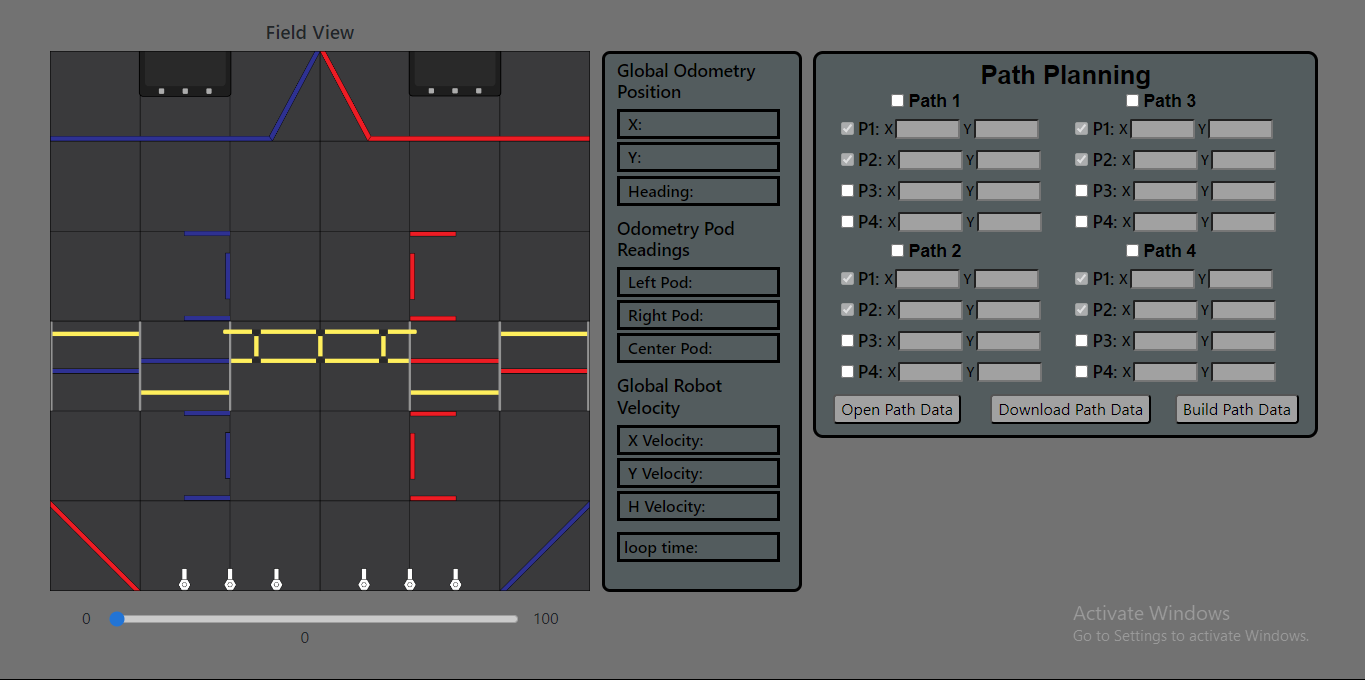 Field View
0
100
0
Global Odometry
Position
X:
Y:
Heading:
Odometry Pod
Readings
Left Pod:
Right Pod:
Center Pod:
Global Robot
Velocity
X Velocity:
Y Velocity:
H Velocity:
loop time:
Path Planning
Path 1
P1: X Y
P2: X Y
P3: X Y
P4: X Y
Path 2
P1: X Y
P2: X Y
P3: X Y
P4: X Y
Path 3
P1: X Y
P2: X Y
P3: X Y
P4: X Y
Path 4
P1: X Y
P2: X Y
P3: X Y
P4: X Y
Open Path Data
Download Path Data
Build Path Data
Activate Windows
Go to Settings to activate Windows.